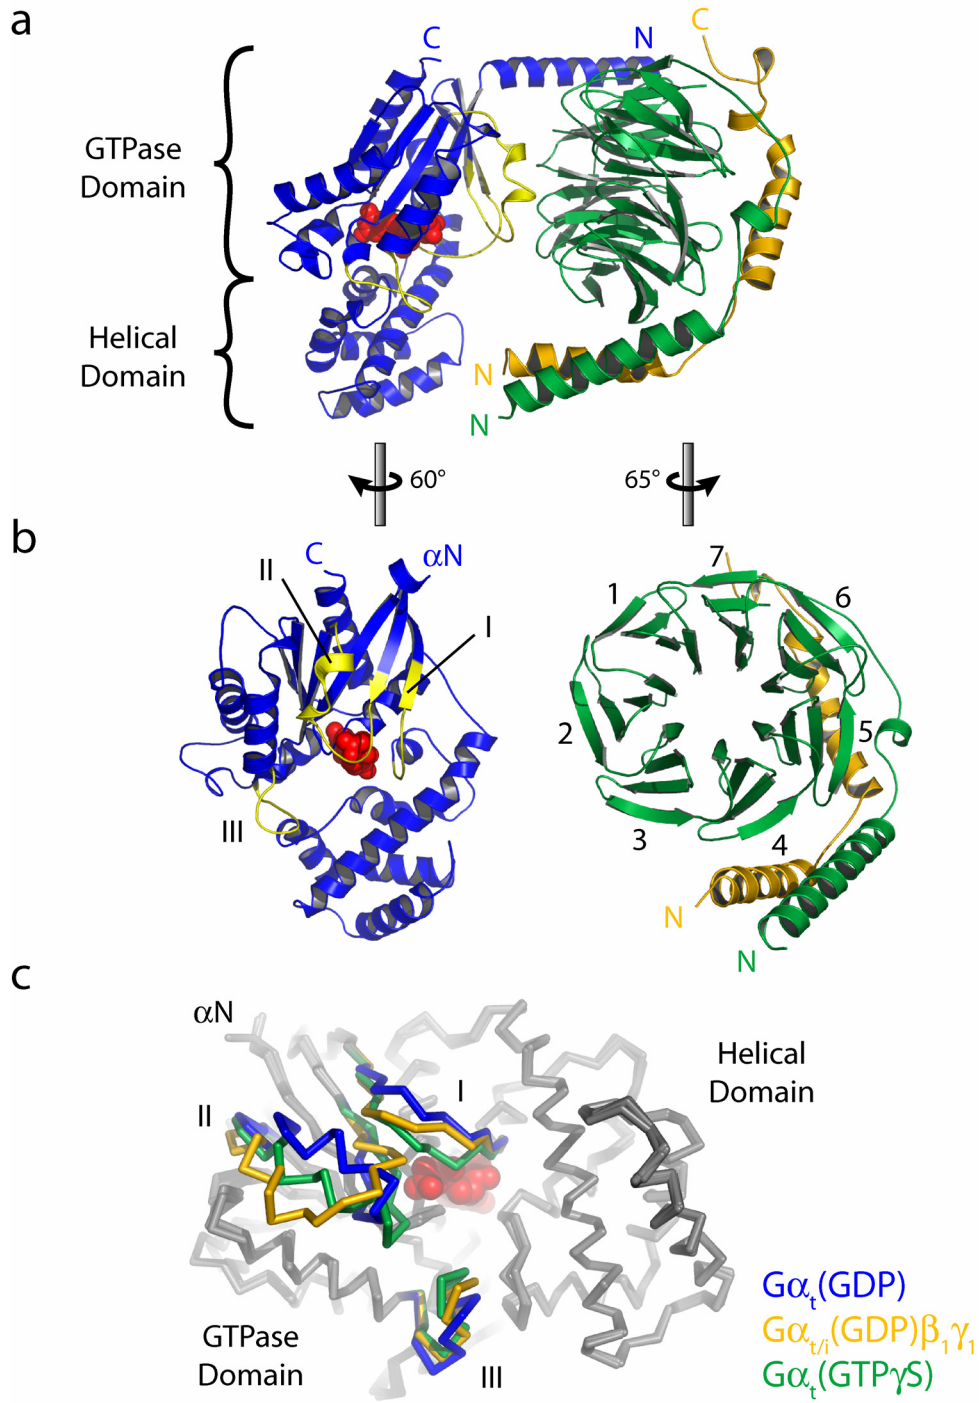 a
C
N
C
GTPase
Domain
Helical
Domain
N
N
60°
65°
b
II
C
αN
I
III
7
1
6
2
5
3
4
N
N
c
αN
I
Helical
Domain
II
GTPase
Domain
III
Gαt(GDP)
Gαt/i(GDP)β1γ1
Gαt(GTPγS)